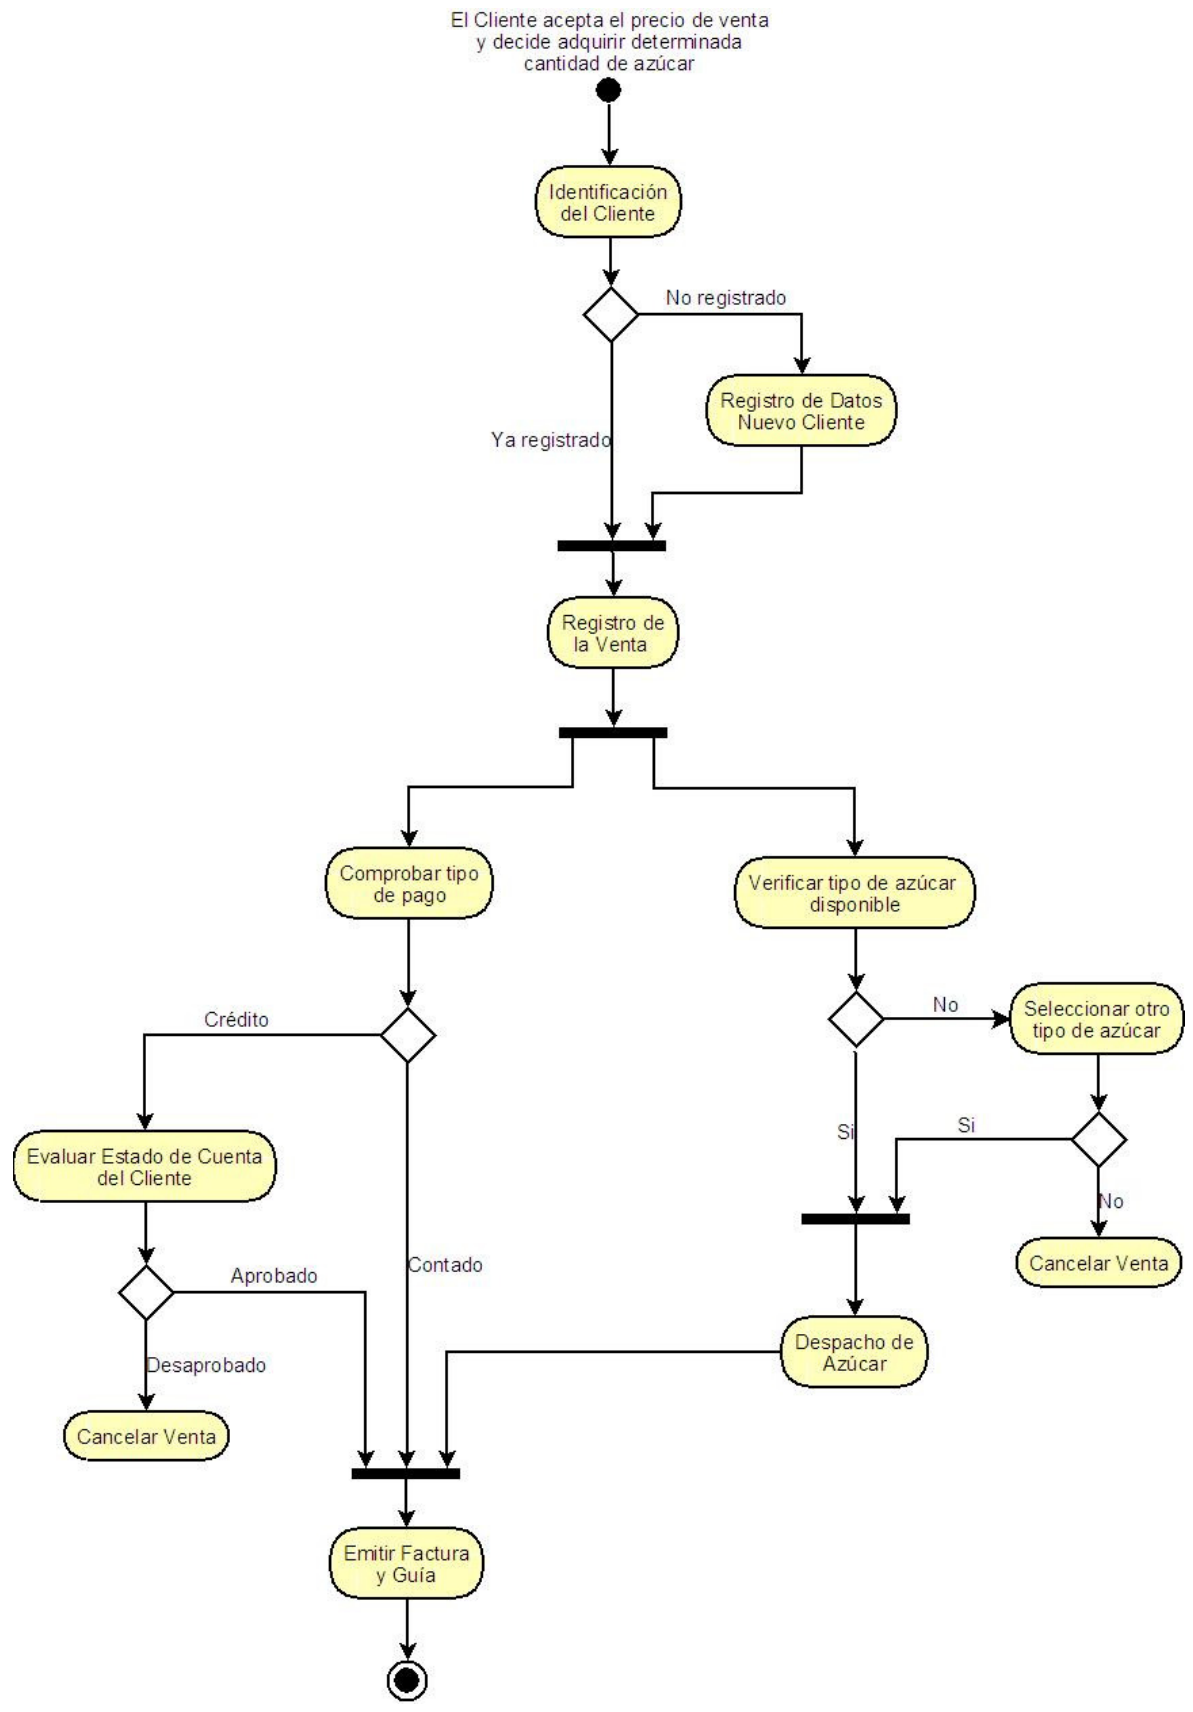 El Cliente acepta el precio de venta
y decide adquirir determinada
cantidad de azúcar
Identificación
del Cliente
No registrado
Registro de Datos
Nuevo Cliente
Ya registrado
Registro de
la Venta
Comprobar tipo
de pago
Verificar tipo de azúcar
disponible
Crédito
No
Seleccionar otro
tipo de azúcar
Si
Si
Evaluar Estado de Cuenta
del Cliente
No
Cancelar Venta
Aprobado
Contado
Despacho de
Azúcar
Desaprobado
Cancelar Venta
Emitir Factura
y Guía